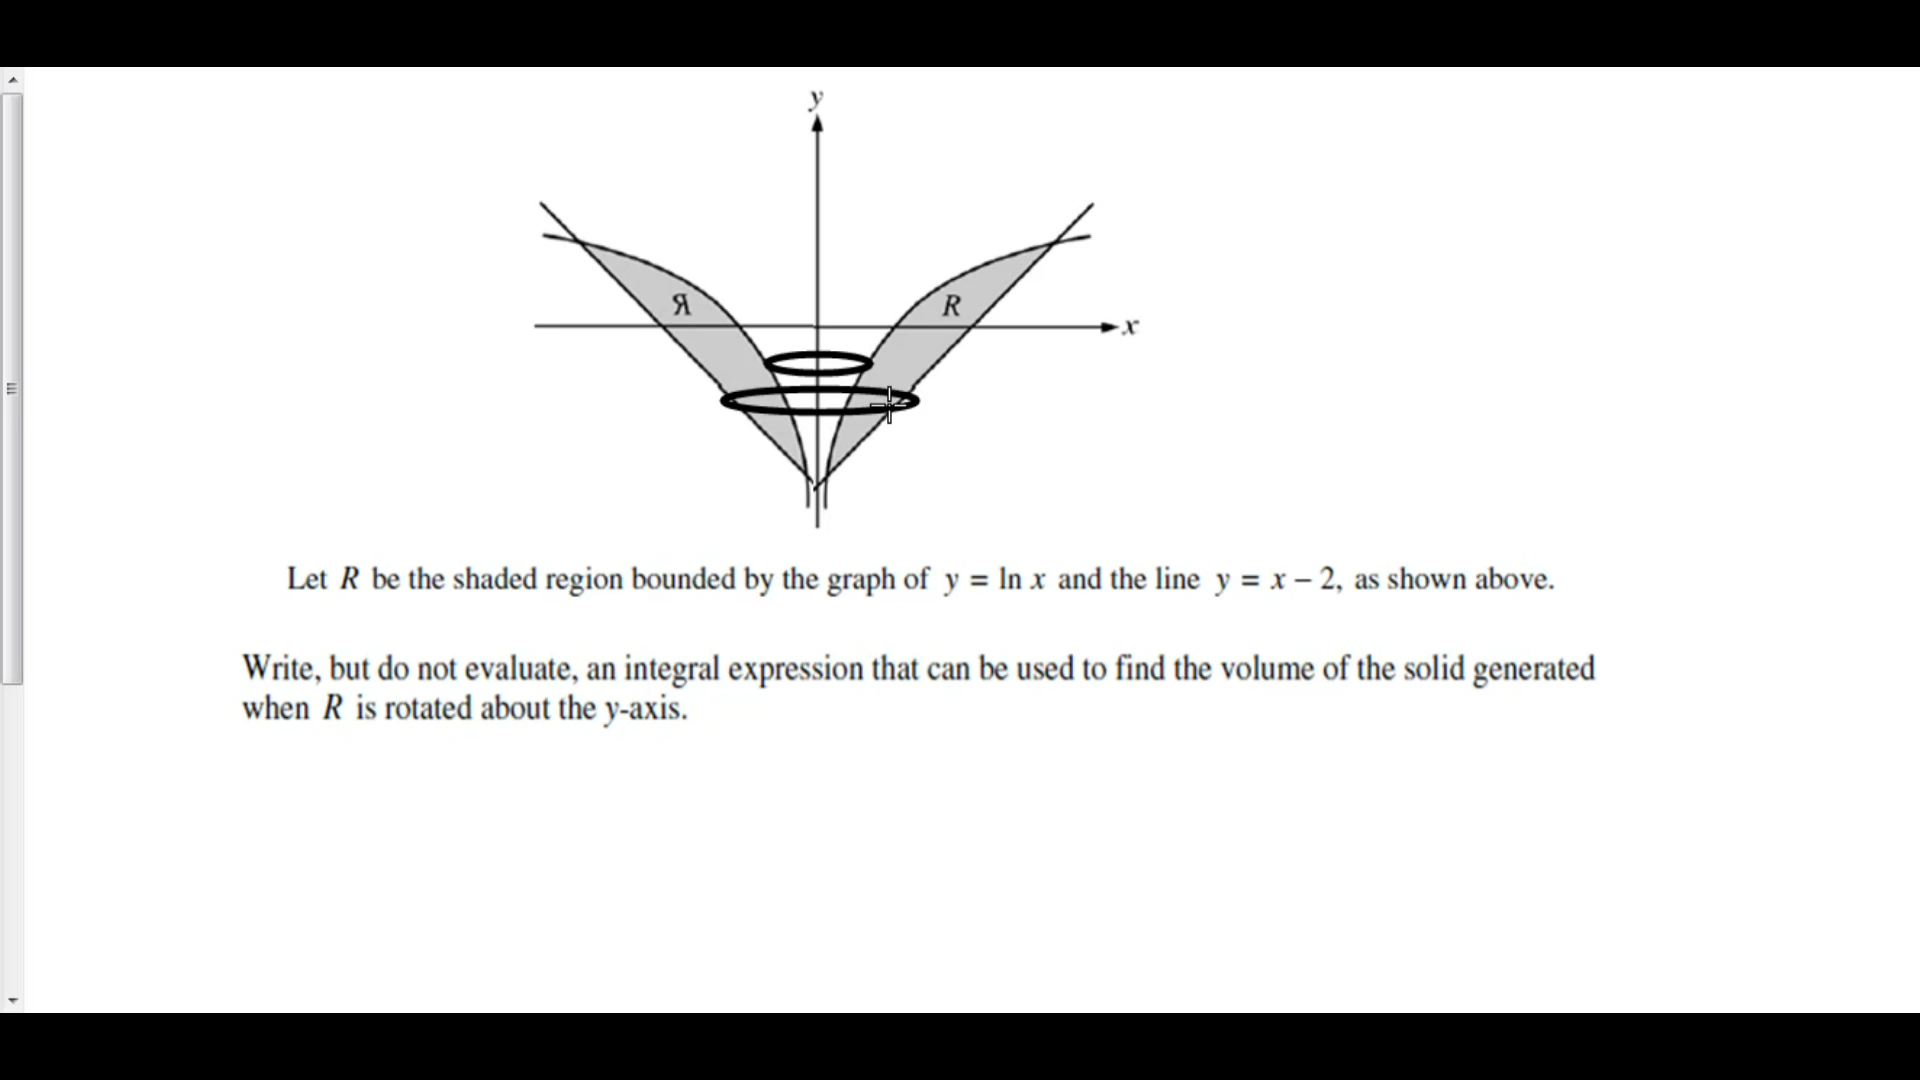 y
Я
R
x
Let R be the shaded region bounded by the graph of y = ln x and the line y = x – 2, as shown above.
Write, but do not evaluate, an integral expression that can be used to find the volume of the solid generated
when R is rotated about the y-axis.